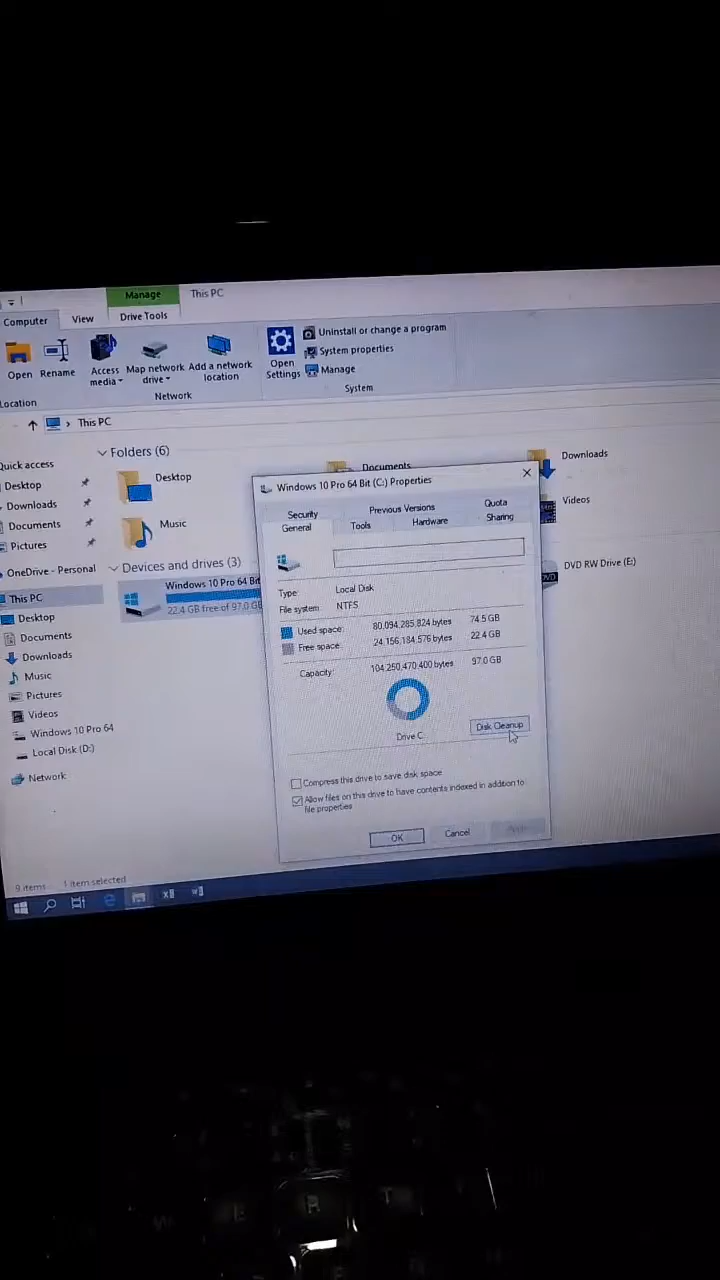 Manage
This PC
Computer
View
Drive Tools
Open
Rename
Access media
Map network drive
Add a network location
Open Settings
Uninstall or change a program
System properties
Manage
Location
Network
System
This PC
Quick access
Desktop
Downloads
Documents
Pictures
OneDrive - Personal
This PC
Desktop
Documents
Downloads
Music
Pictures
Videos
Windows 10 Pro 64
Local Disk (D:)
Network
Folders (6)
Desktop
Documents
Downloads
Music
Videos
Devices and drives (3)
Windows 10 Pro 64 Bit
22.4 GB free of 97.0 GB
DVD RW Drive (E:)
DVD
Windows 10 Pro 64 Bit (C:) Properties
Security
Previous Versions
Quota
General
Tools
Hardware
Sharing
Type:
Local Disk
File system:
NTFS
Used space:
80,094,285,824 bytes
74.5 GB
Free space:
24,156,184,576 bytes
22.4 GB
Capacity:
104,250,470,400 bytes
97.0 GB
Drive C:
Disk Cleanup
Compress this drive to save disk space
Allow files on this drive to have contents indexed in addition to
file properties
OK
Cancel
Apply
9 items
1 item selected
R
T